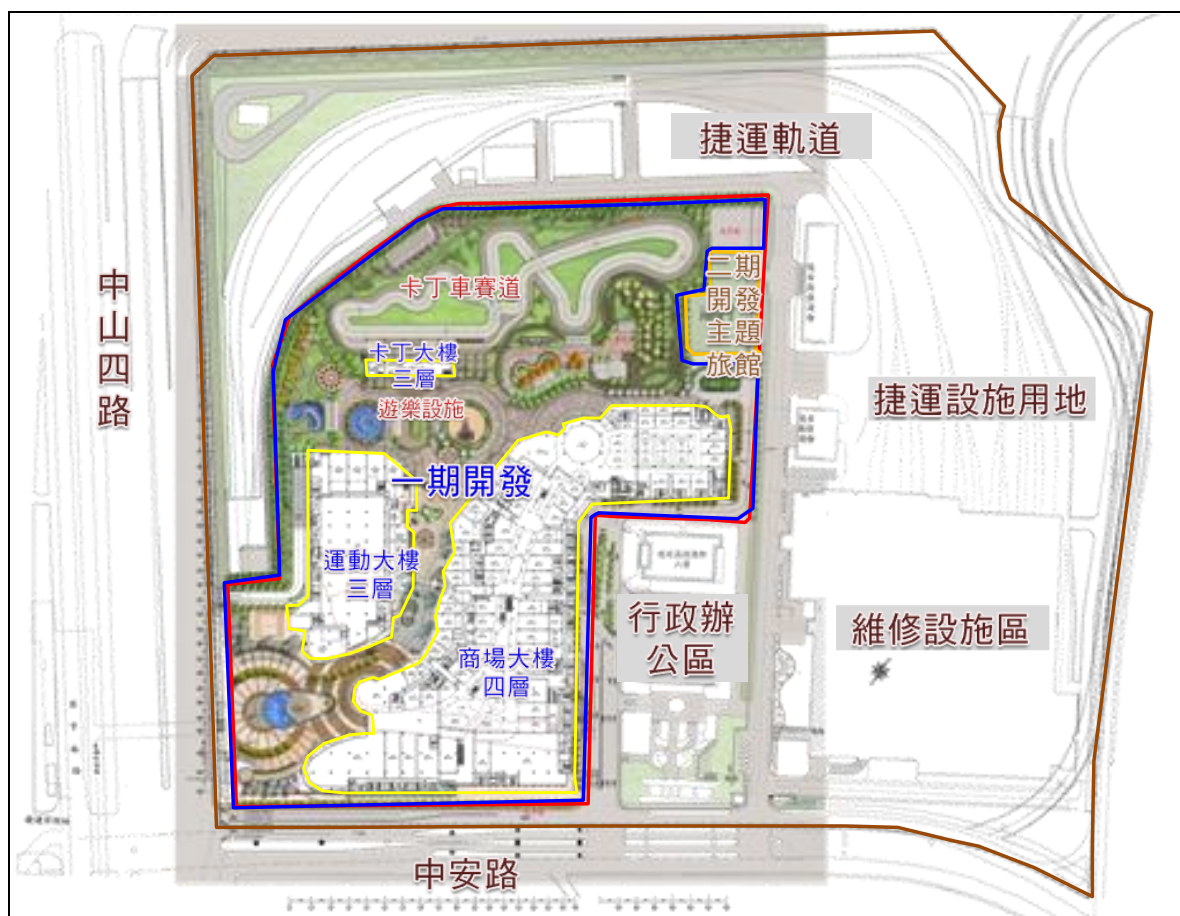 捷運軌道
中山四路
二期
開發
主題
旅館
卡丁車賽道
卡丁大樓
三層
遊樂設施
捷運設施用地
一期開發
運動大樓
三層
行政辦
公區
維修設施區
商場大樓
四層
中安路